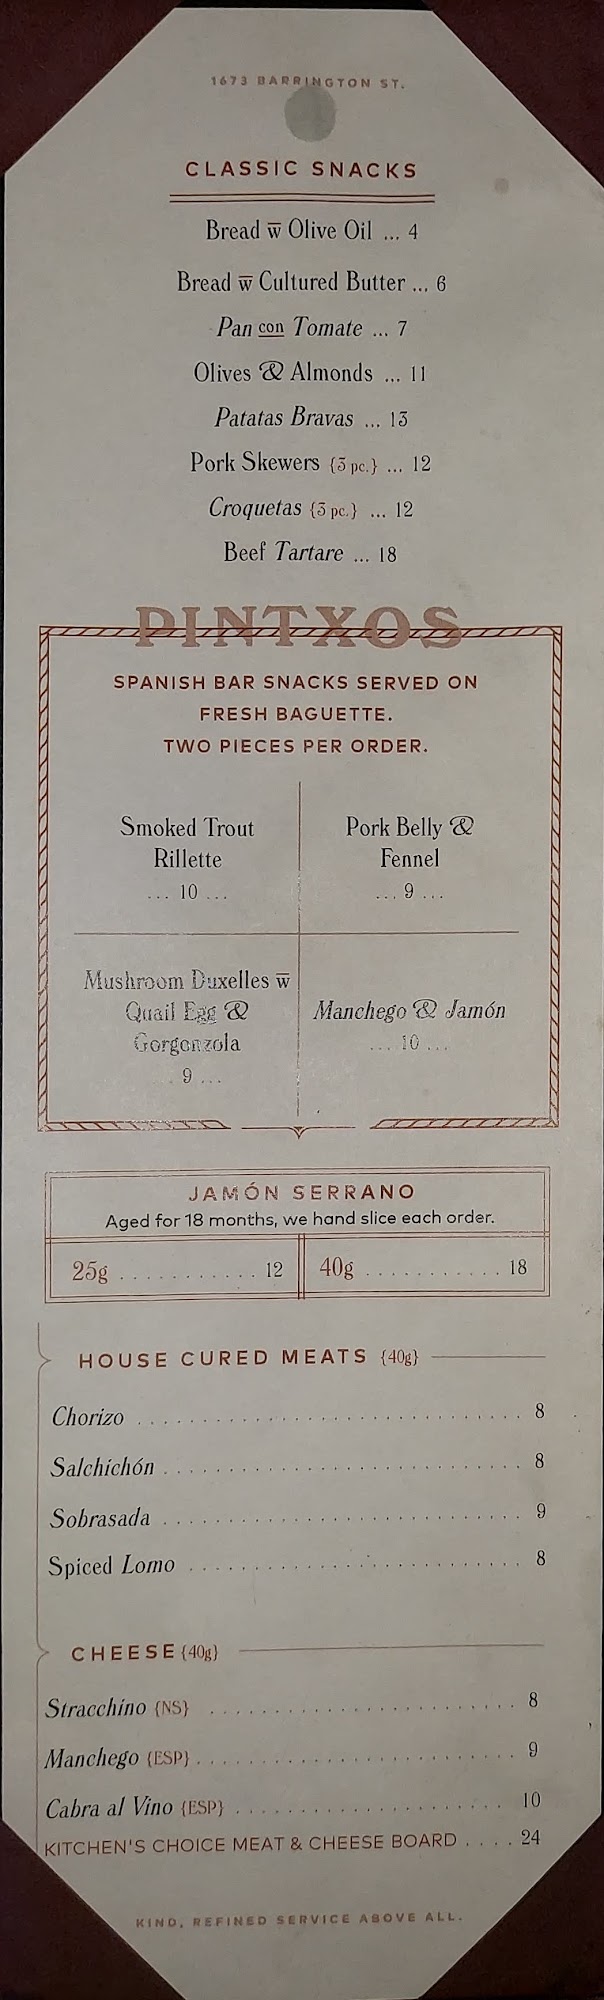 1673 BARRINGTON ST.
CLASSIC SNACKS
Bread w̅ Olive Oil ... 4
Bread w̅ Cultured Butter ... 6
Pan con Tomate ... 7
Olives & Almonds ... 11
Patatas Bravas ... 13
Pork Skewers {3 pc.} ... 12
Croquetas {3 pc.} ... 12
Beef Tartare ... 18
PINTXOS
SPANISH BAR SNACKS SERVED ON
FRESH BAGUETTE.
TWO PIECES PER ORDER.
Smoked Trout
Rillette
... 10 ...
Pork Belly &
Fennel
... 9 ...
Mushroom Duxelles w̅
Quail Egg &
Gorgonzola
9 ...
Manchego & Jamón
... 10 ...
JAMÓN SERRANO
Aged for 18 months, we hand slice each order.
25g ........... 12
40g ........... 18
HOUSE CURED MEATS {40g}
Chorizo ........................ 8
Salchichón ........................ 8
Sobrasada ........................ 9
Spiced Lomo ........................ 8
CHEESE {40g}
Stracchino {NS} ........................ 8
Manchego {ESP} ........................ 9
Cabra al Vino {ESP} ........................ 10
KITCHEN'S CHOICE MEAT & CHEESE BOARD .... 24
KIND, REFINED SERVICE ABOVE ALL.